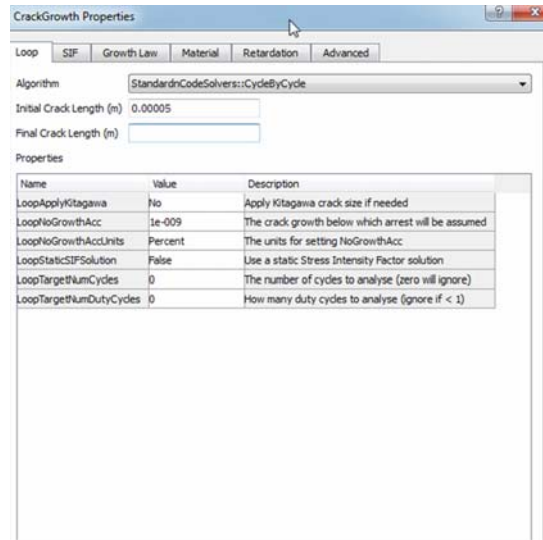 CrackGrowth Properties
Loop SIF Growth Law Material Retardation Advanced
Algorithm StandardnCodeSolvers::CycleByCycle
Initial Crack Length (m) 0.00005
Final Crack Length (m)
Properties
Name Value Description
LoopApplyKitagawa No Apply Kitagawa crack size if needed
LoopNoGrowthAcc 1e-009 The crack growth below which arrest will be assumed
LoopNoGrowthAccUnits Percent The units for setting NoGrowthAcc
LoopStaticSIFSolution False Use a static Stress Intensity Factor solution
LoopTargetNumCycles 0 The number of cycles to analyse (zero will ignore)
LoopTargetNumDutyCycles 0 How many duty cycles to analyse (ignore if < 1)